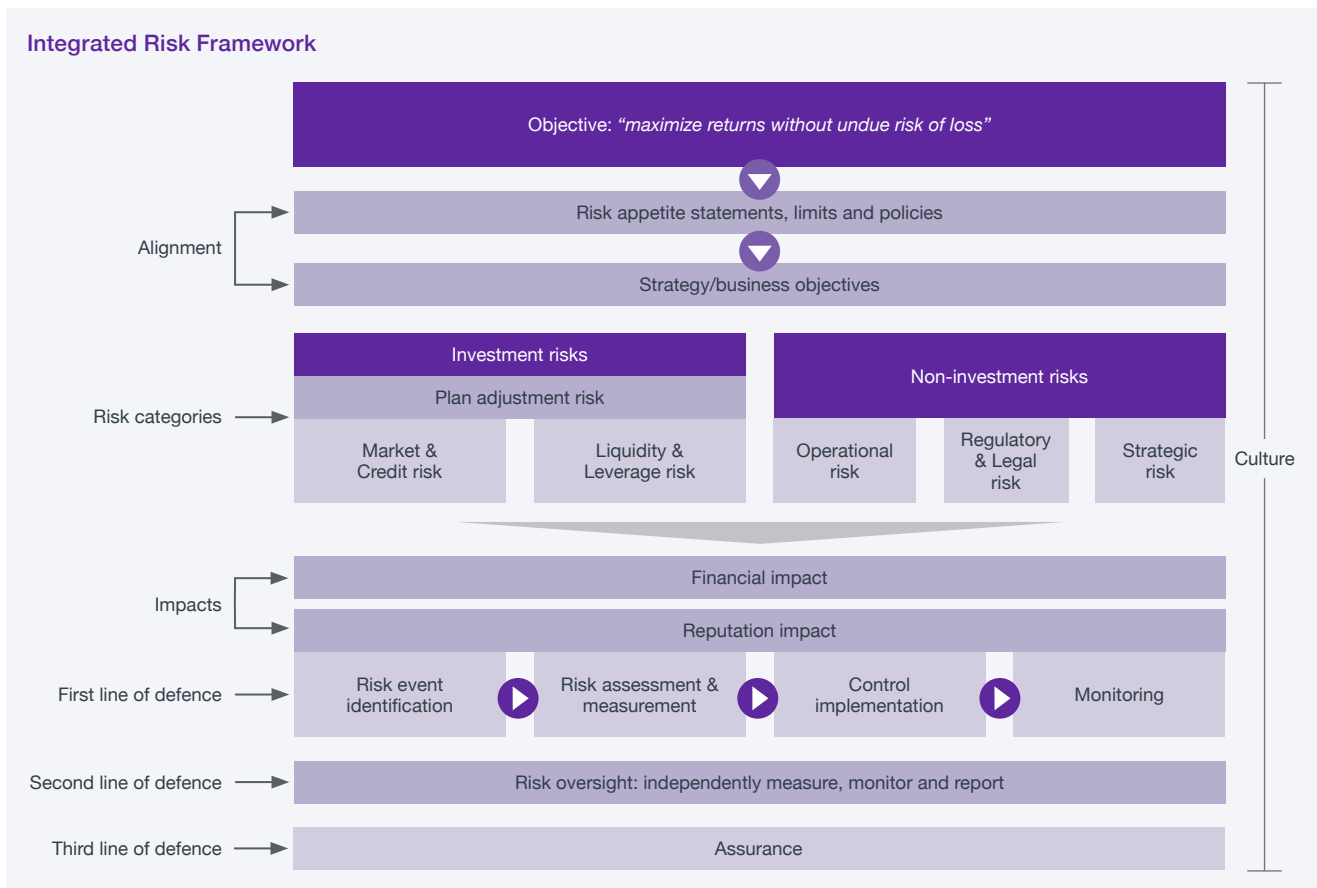 Integrated Risk Framework
Objective: “maximize returns without undue risk of loss”
Alignment
Risk appetite statements, limits and policies
Strategy/business objectives
Risk categories
Investment risks
Plan adjustment risk
Market &
Credit risk
Liquidity &
Leverage risk
Non-investment risks
Operational
risk
Regulatory
& Legal
risk
Strategic
risk
Culture
Impacts
Financial impact
Reputation impact
First line of defence
Risk event
identification
Risk assessment &
measurement
Control
implementation
Monitoring
Second line of defence
Risk oversight: independently measure, monitor and report
Third line of defence
Assurance